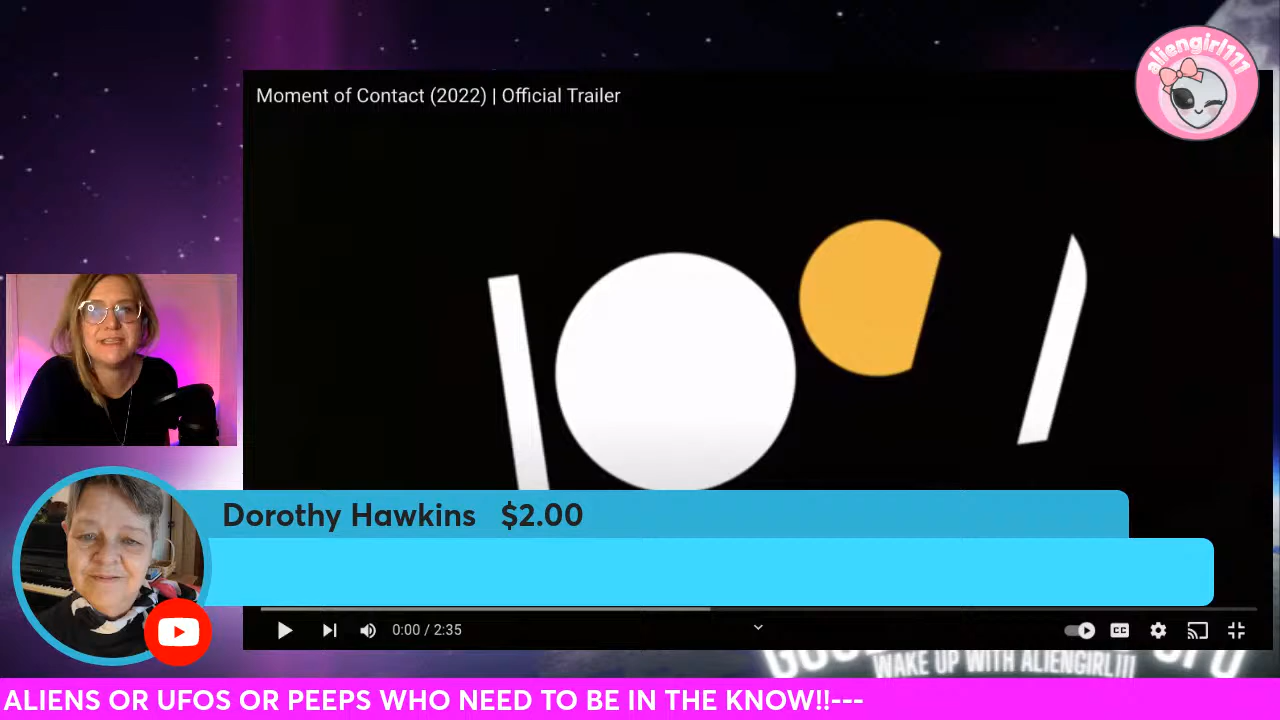 aliengirl111
Moment of Contact (2022) | Official Trailer
Dorothy Hawkins $2.00
0:00 / 2:35
CC
WAKE UP WITH ALIENGIRL111
ALIENS OR UFOS OR PEEPS WHO NEED TO BE IN THE KNOW!!---